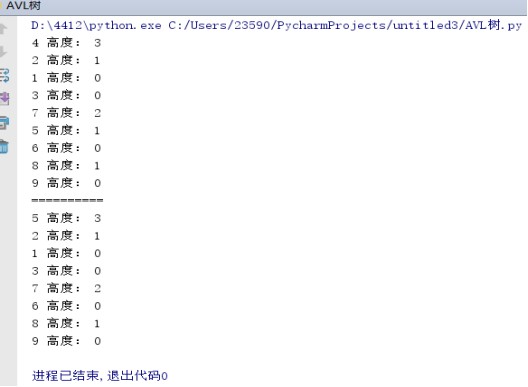 AVL树
D:\4412\python.exe C:/Users/23590/PycharmProjects/untitled3/AVL树.py
4 高度： 3
2 高度： 1
1 高度： 0
3 高度： 0
7 高度： 2
5 高度： 1
6 高度： 0
8 高度： 1
9 高度： 0
==========
5 高度： 3
2 高度： 1
1 高度： 0
3 高度： 0
7 高度： 2
6 高度： 0
8 高度： 1
9 高度： 0
进程已结束,退出代码0